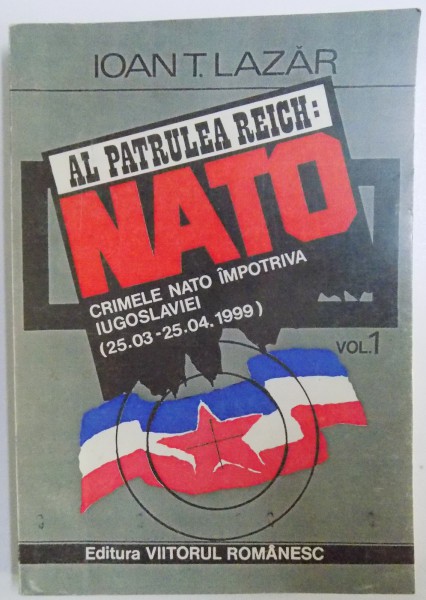 IOAN T. LAZĂR
AL PATRULEA REICH:
NATO
CRIMELE NATO ÎMPOTRIVA
IUGOSLAVIEI
(25.03-25.04.1999)
VOL.1
Editura VIITORUL ROMÂNESC